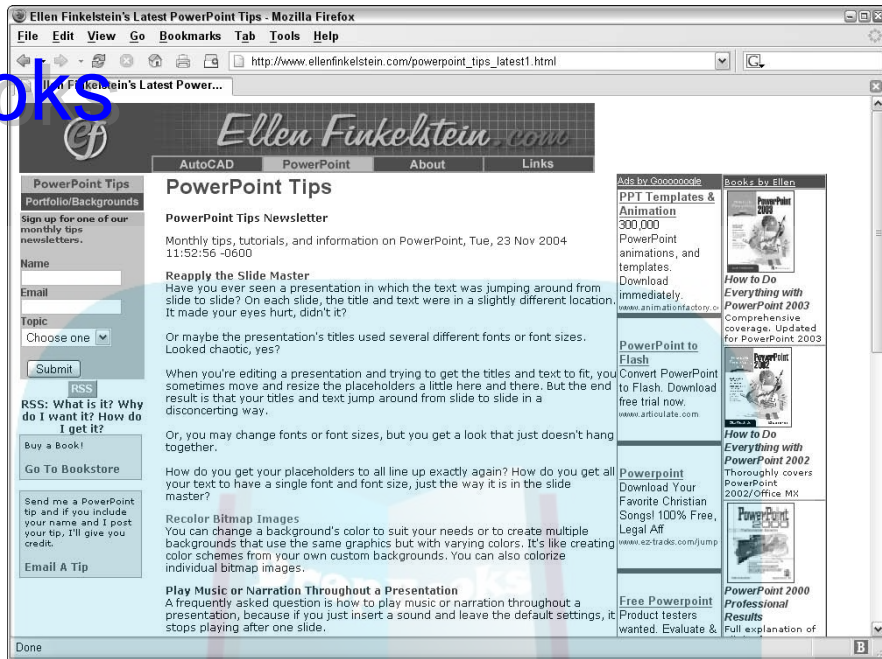 Ellen Finkelstein's Latest PowerPoint Tips - Mozilla Firefox
File Edit View Go Bookmarks Tab Tools Help
http://www.ellenfinkelstein.com/powerpoint_tips_latest1.html
G.
oks
Ellen Finkelstein's Latest Power...
Ellen Finkelstein.com
AutoCAD PowerPoint About Links
PowerPoint Tips
Portfolio/Backgrounds
Sign up for one of our
monthly tips
newsletters.
Name
Email
Topic
Choose one
Submit
RSS
RSS: What is it? Why
do I want it? How do
I get it?
Buy a Book!
Go To Bookstore
Send me a PowerPoint
tip and if you include
your name and I post
your tip, I'll give you
credit.
Email A Tip
PowerPoint Tips
PowerPoint Tips Newsletter
Monthly tips, tutorials, and information on PowerPoint, Tue, 23 Nov 2004
11:52:56 -0600
Reapply the Slide Master
Have you ever seen a presentation in which the text was jumping around from
slide to slide? On each slide, the title and text were in a slightly different location.
It made your eyes hurt, didn't it?
Or maybe the presentation's titles used several different fonts or font sizes.
Looked chaotic, yes?
When you're editing a presentation and trying to get the titles and text to fit, you
sometimes move and resize the placeholders a little here and there. But the end
result is that your titles and text jump around from slide to slide in a
disconcerting way.
Or, you may change fonts or font sizes, but you get a look that just doesn't hang
together.
How do you get your placeholders to all line up exactly again? How do you get all
your text to have a single font and font size, just the way it is in the slide
master?
Recolor Bitmap Images
You can change a background's color to suit your needs or to create multiple
backgrounds that use the same graphics but with varying colors. It's like creating
color schemes from your own custom backgrounds. You can also colorize
individual bitmap images.
Play Music or Narration Throughout a Presentation
A frequently asked question is how to play music or narration throughout a
presentation, because if you just insert a sound and leave the default settings, it
stops playing after one slide.
Ads by Goooooogle
PPT Templates &
Animation
300,000
PowerPoint
animations, and
templates.
Download
immediately.
www.animationfactory.c
PowerPoint to
Flash
Convert PowerPoint
to Flash. Download
free trial now.
www.articulate.com
Powerpoint
Download Your
Favorite Christian
Songs! 100% Free,
Legal Aff
www.ez-tracks.com/jump
Free Powerpoint
Product testers
wanted. Evaluate &
Books by Ellen
PowerPoint
2003
How to Do
Everything with
PowerPoint 2003
Comprehensive
coverage. Updated
for PowerPoint 2003
PowerPoint
2002
How to Do
Everything with
PowerPoint 2002
Thoroughly covers
PowerPoint
2002/Office MX
PowerPoint
2000
PowerPoint 2000
Professional
Results
Full explanation of
Done
B